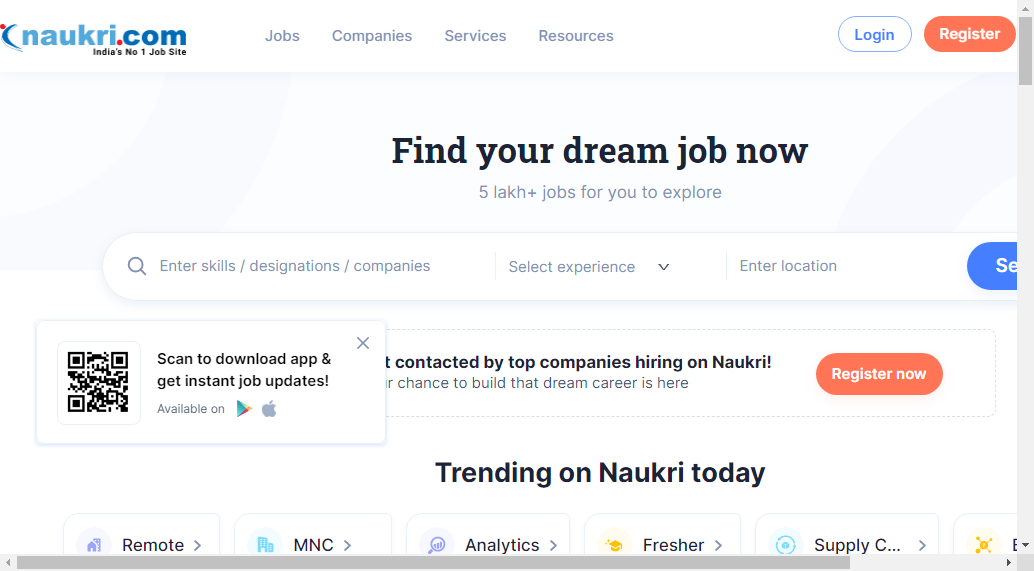 naukri.com
India's No 1 Job Site
Jobs
Companies
Services
Resources
Login
Register
Find your dream job now
5 lakh+ jobs for you to explore
Enter skills / designations / companies
Select experience
Enter location
Se
Scan to download app &
get instant job updates!
Available on
t contacted by top companies hiring on Naukri!
ur chance to build that dream career is here
Register now
Trending on Naukri today
Remote
MNC
Analytics
Fresher
Supply C...